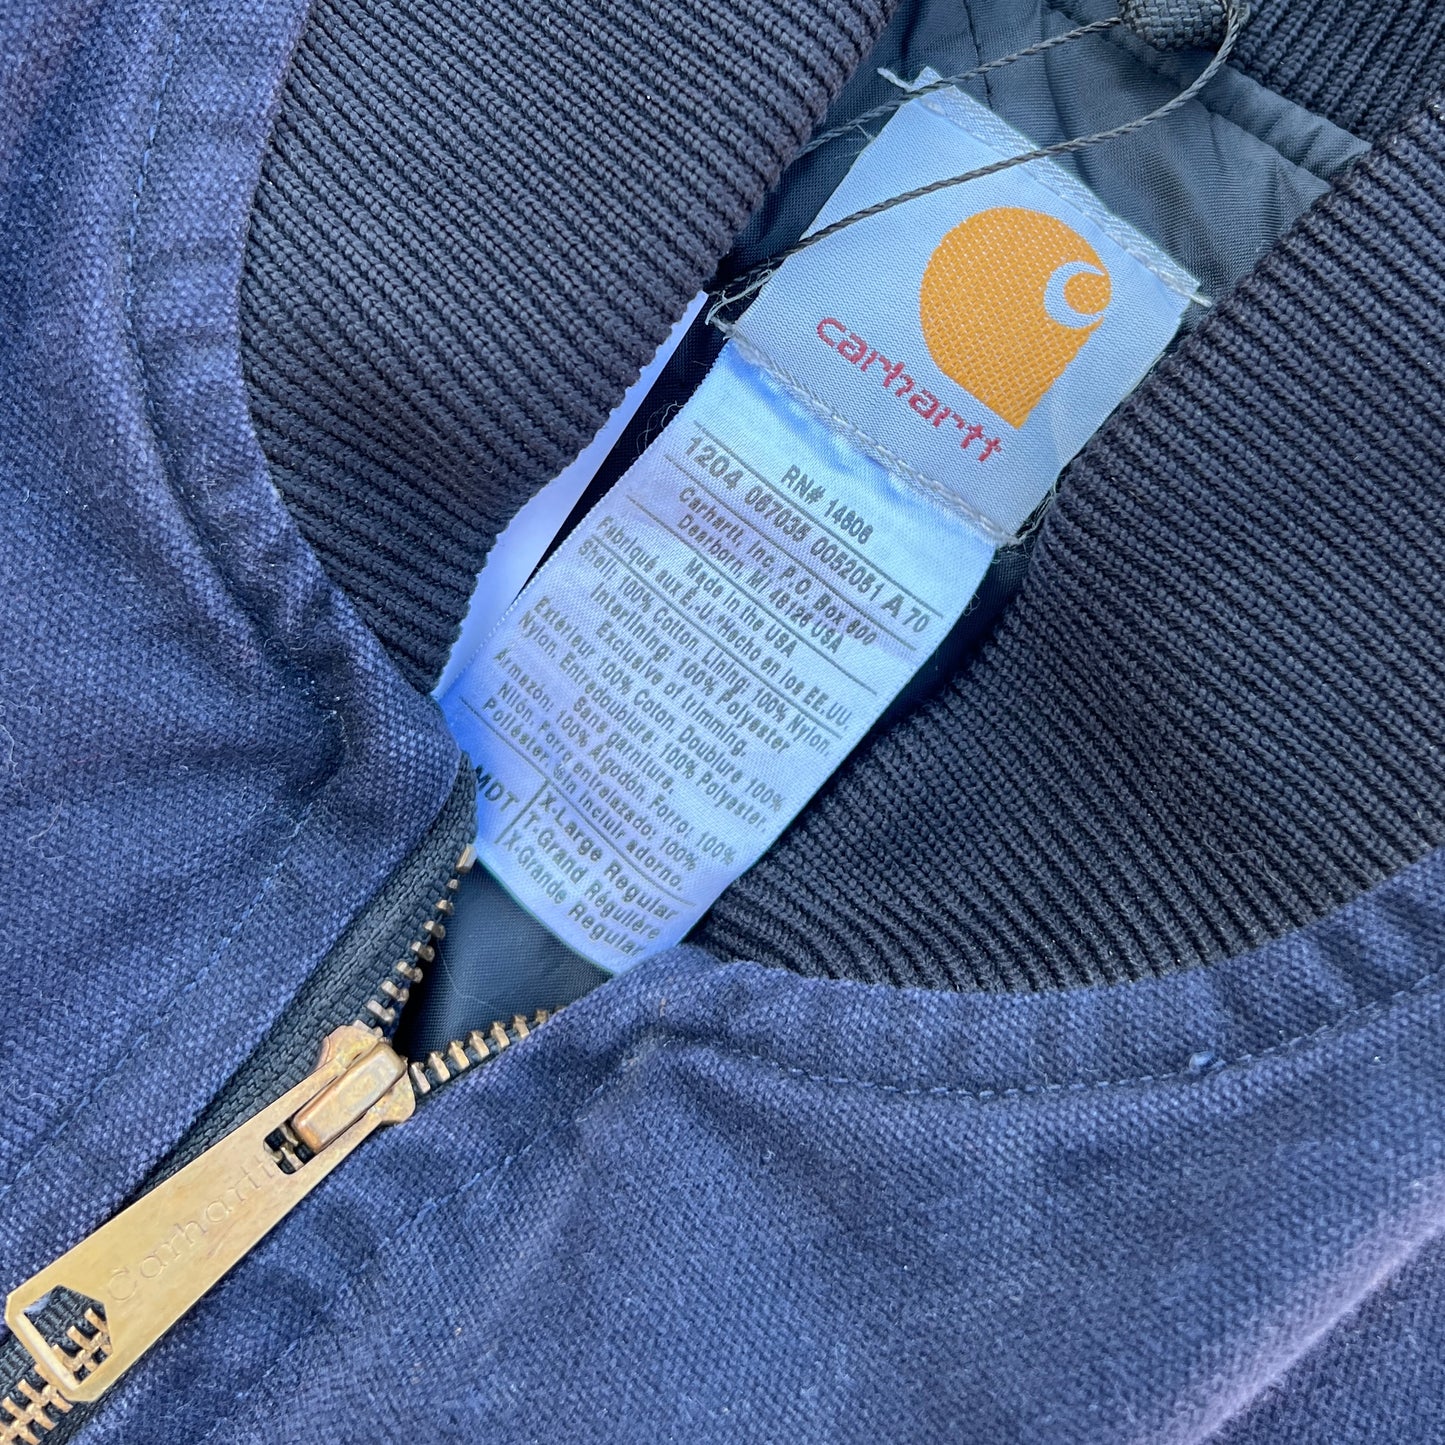 carhartt
RN# 14806
1204 067035 0052051 A 70
Carhartt, Inc, P.O. Box 600
Dearborn, MI 48126 USA
Made in the USA
Fabriqué aux É.-U.*Hecho en los EE.UU.
Shell: 100% Cotton. Lining: 100% Nylon.
Interlining: 100% Polyester
Exclusive of trimming.
Extérieur: 100% Coton. Doublure 100%
Nylon. Entredoublure: 100% Polyester.
Sans garniture.
Armazón: 100% Algodon. Forro: 100%
Nilon. Forro entrelazado: 100%
Poliéster. Sin incluir adorno.
MDT
X-Large Regular
T-Grand Régulière
X-Grande Regular
Carhartt